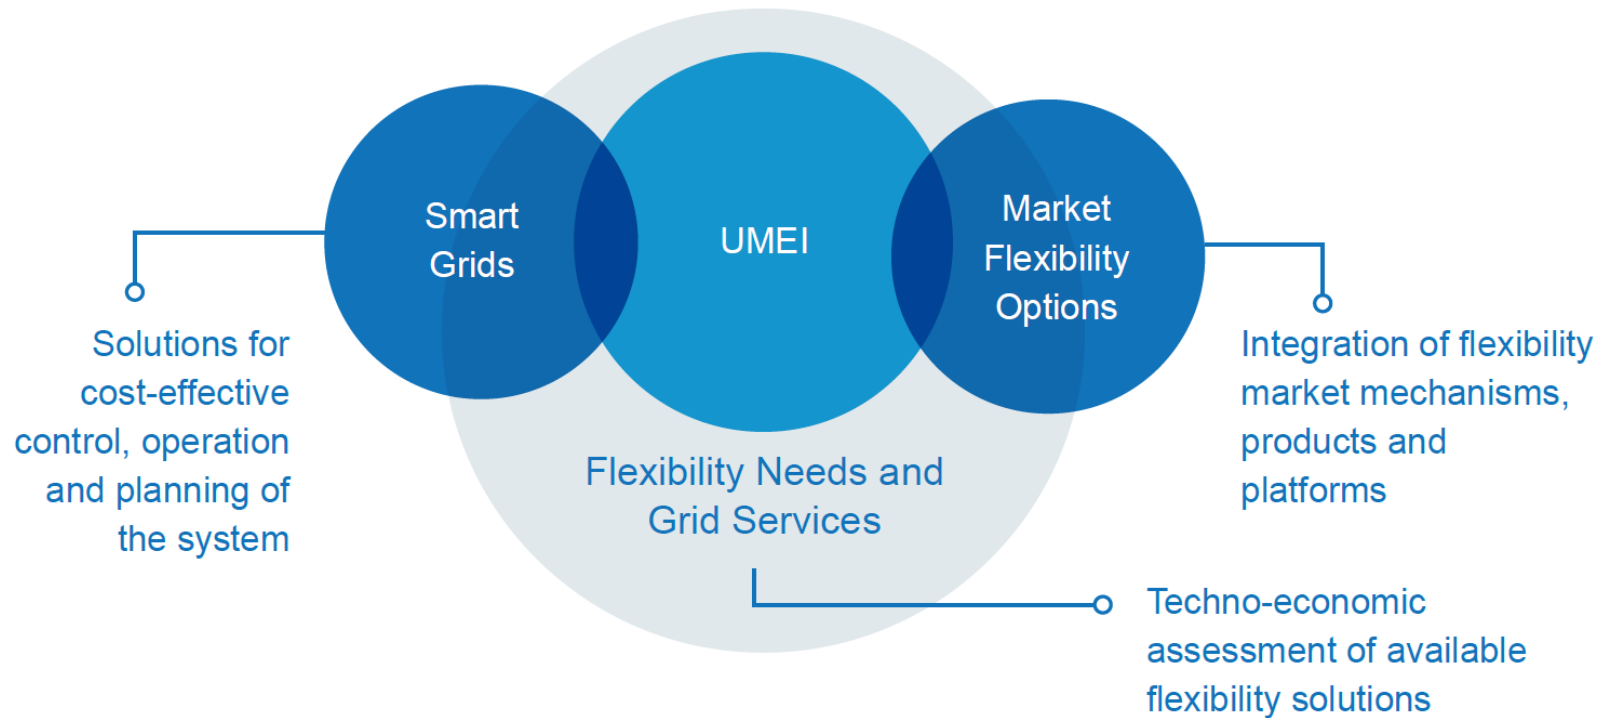 Smart
Grids
UMEI
Market
Flexibility
Options
Solutions for
cost-effective
control, operation
and planning of
the system
Integration of flexibility
market mechanisms,
products and
platforms
Flexibility Needs and
Grid Services
Techno-economic
assessment of available
flexibility solutions